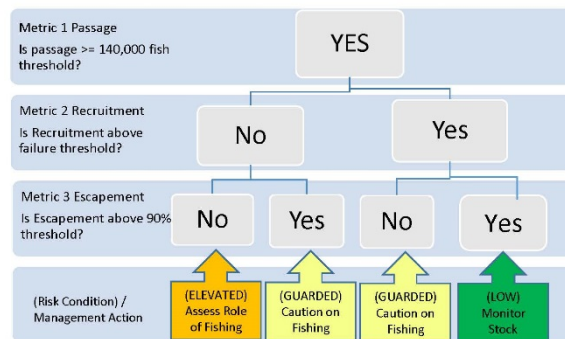 Metric 1 Passage
Is passage >= 140,000 fish
threshold?
YES
Metric 2 Recruitment
Is Recruitment above
failure threshold?
No
Yes
Metric 3 Escapement
Is Escapement above 90%
threshold?
No
Yes
No
Yes
(Risk Condition) /
Management Action
(ELEVATED)
Assess Role
of Fishing
(GUARDED)
Caution on
Fishing
(GUARDED)
Caution on
Fishing
(LOW)
Monitor
Stock